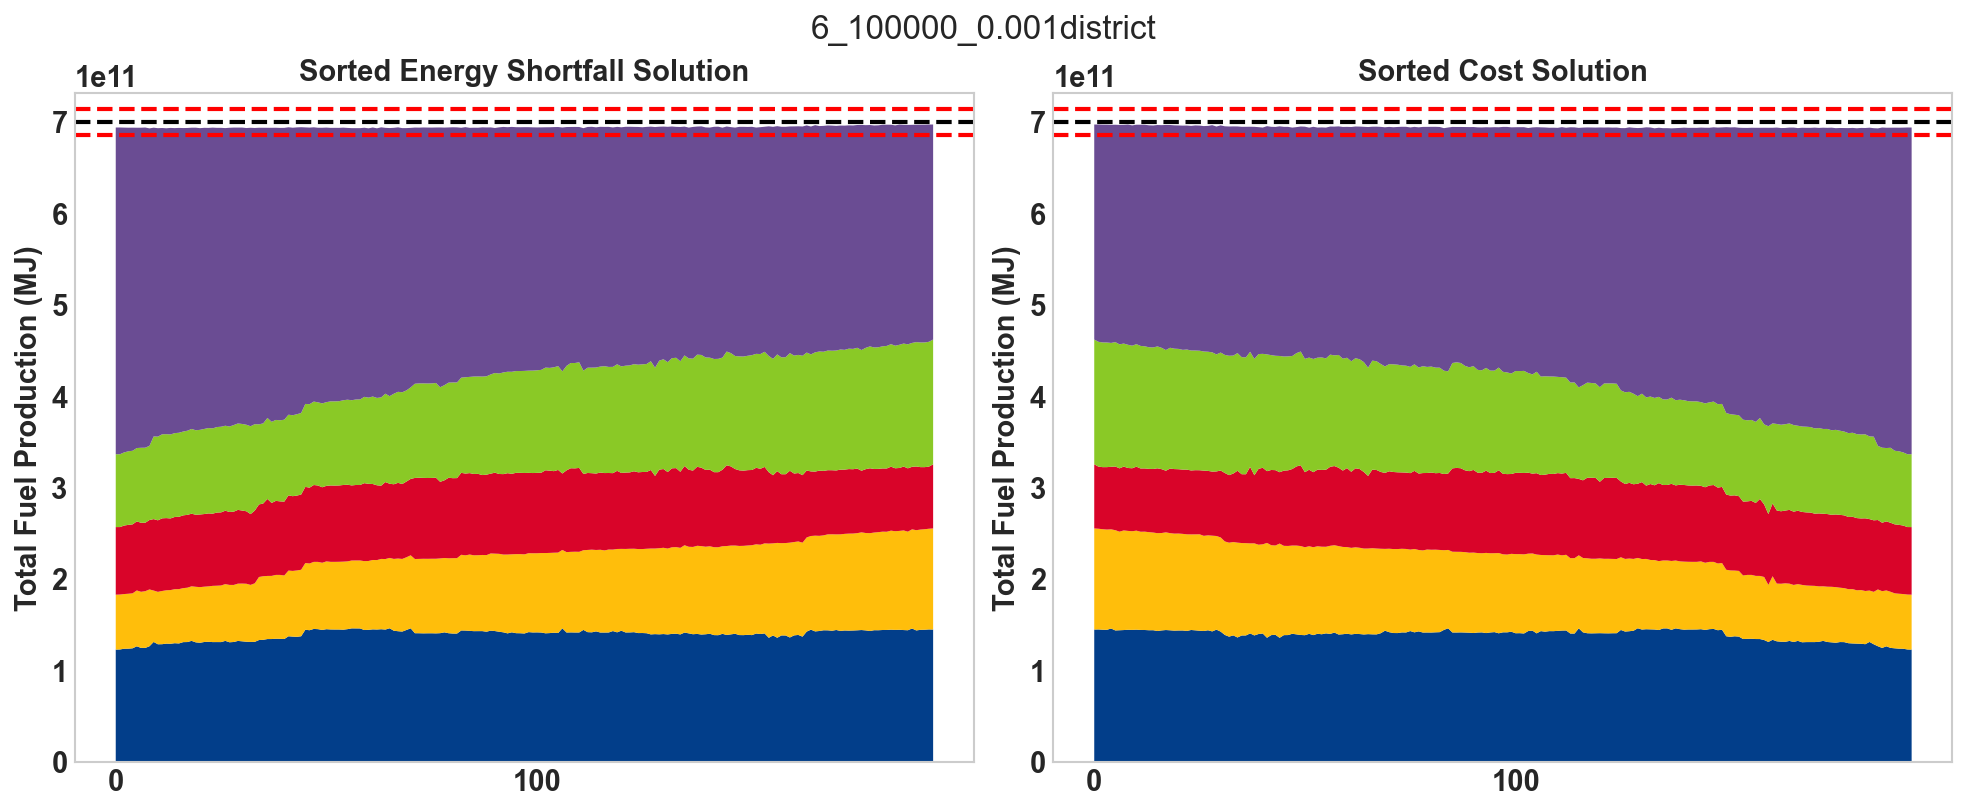 6_100000_0.001district
Sorted Energy Shortfall Solution
1e11
Total Fuel Production (MJ)
7
6
5
4
3
2
1
0
0 100
Sorted Cost Solution
1e11
Total Fuel Production (MJ)
7
6
5
4
3
2
1
0
0 100